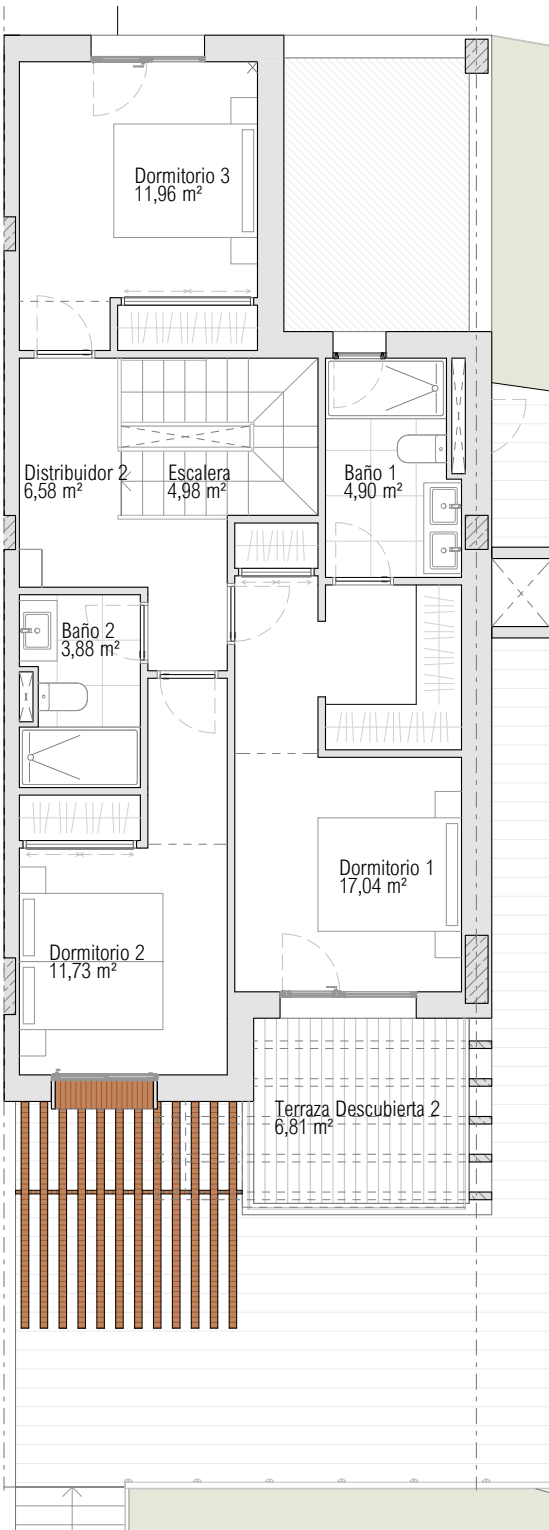 Dormitorio 3
11,96 m²
Distribuidor 2
6,58 m²
Escalera
4,98 m²
Baño 1
4,90 m²
Baño 2
3,88 m²
Dormitorio 1
17,04 m²
Dormitorio 2
11,73 m²
Terraza Descubierta 2
6,81 m²